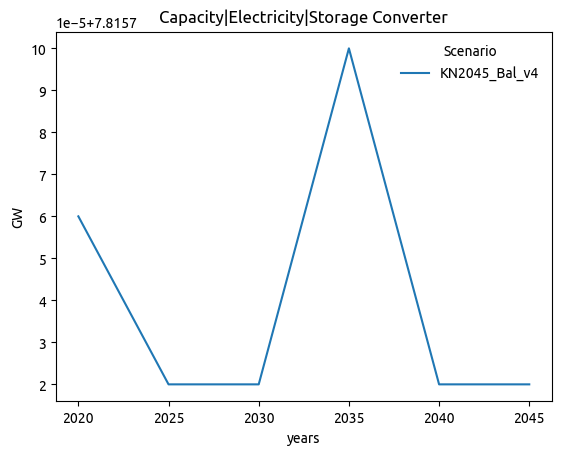 Capacity|Electricity|Storage Converter
1e−5+7.8157
Scenario
KN2045_Bal_v4
10
9
8
7
6
5
4
3
2
GW
2020 2025 2030 2035 2040 2045
years